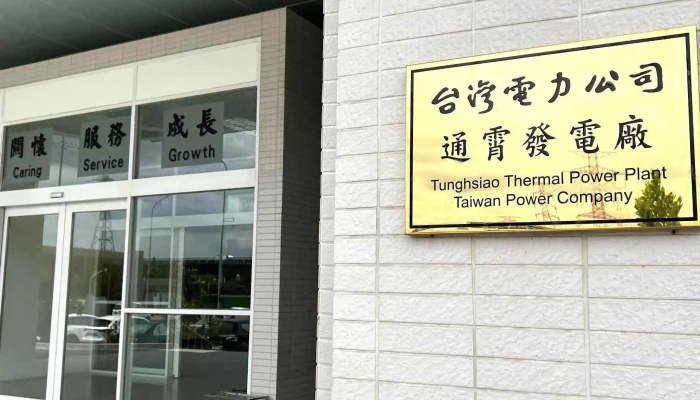 關懷
Caring
服務
Service
成長
Growth
台灣電力公司
通霄發電廠
Tunghsiao Thermal Power Plant
Taiwan Power Company